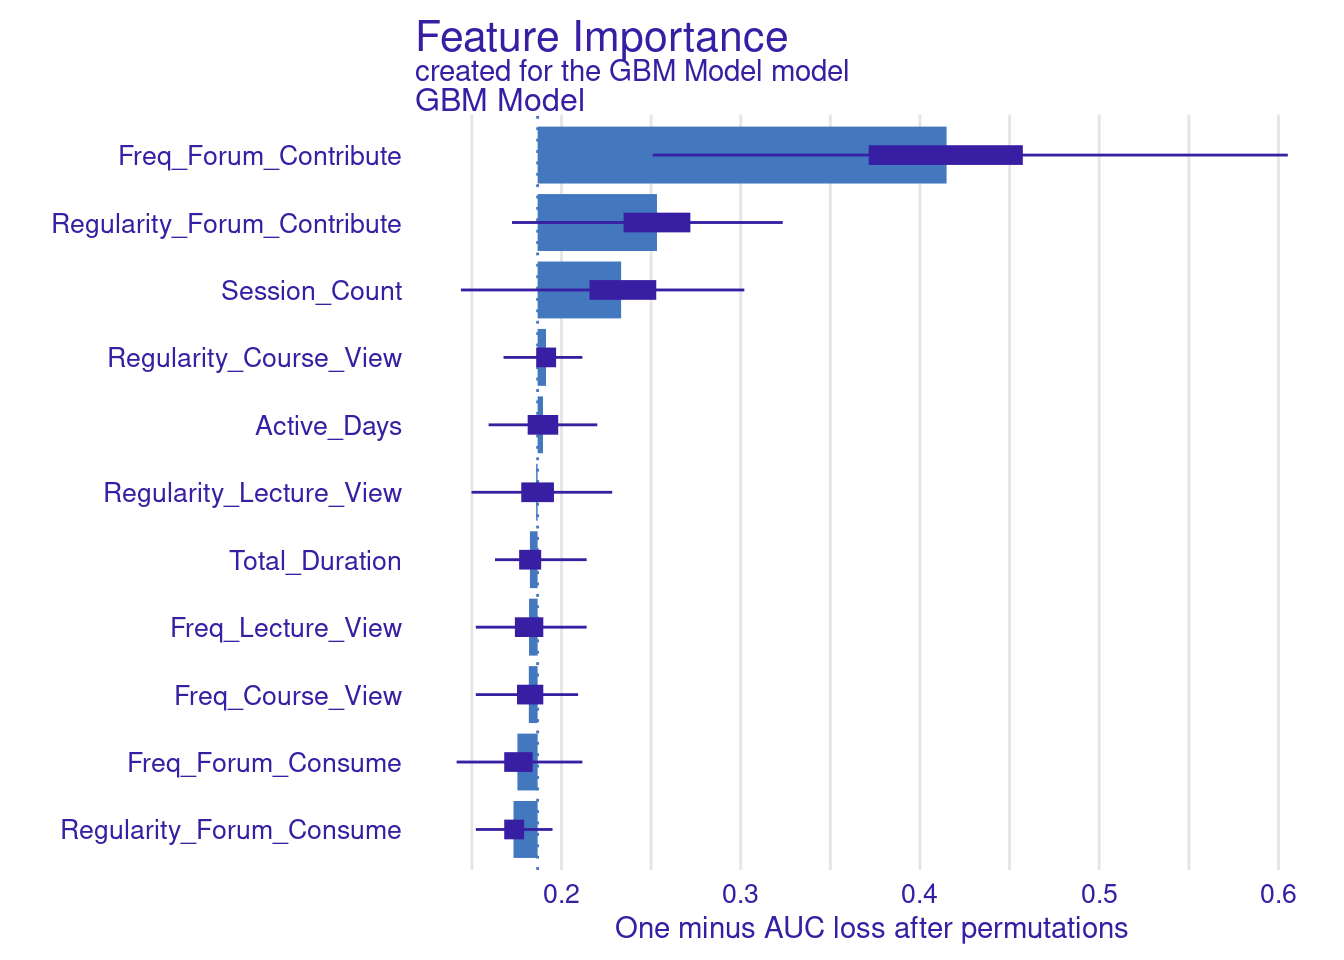 Feature Importance
created for the GBM Model model
GBM Model
Freq_Forum_Contribute
Regularity_Forum_Contribute
Session_Count
Regularity_Course_View
Active_Days
Regularity_Lecture_View
Total_Duration
Freq_Lecture_View
Freq_Course_View
Freq_Forum_Consume
Regularity_Forum_Consume
0.2 0.3 0.4 0.5 0.6
One minus AUC loss after permutations